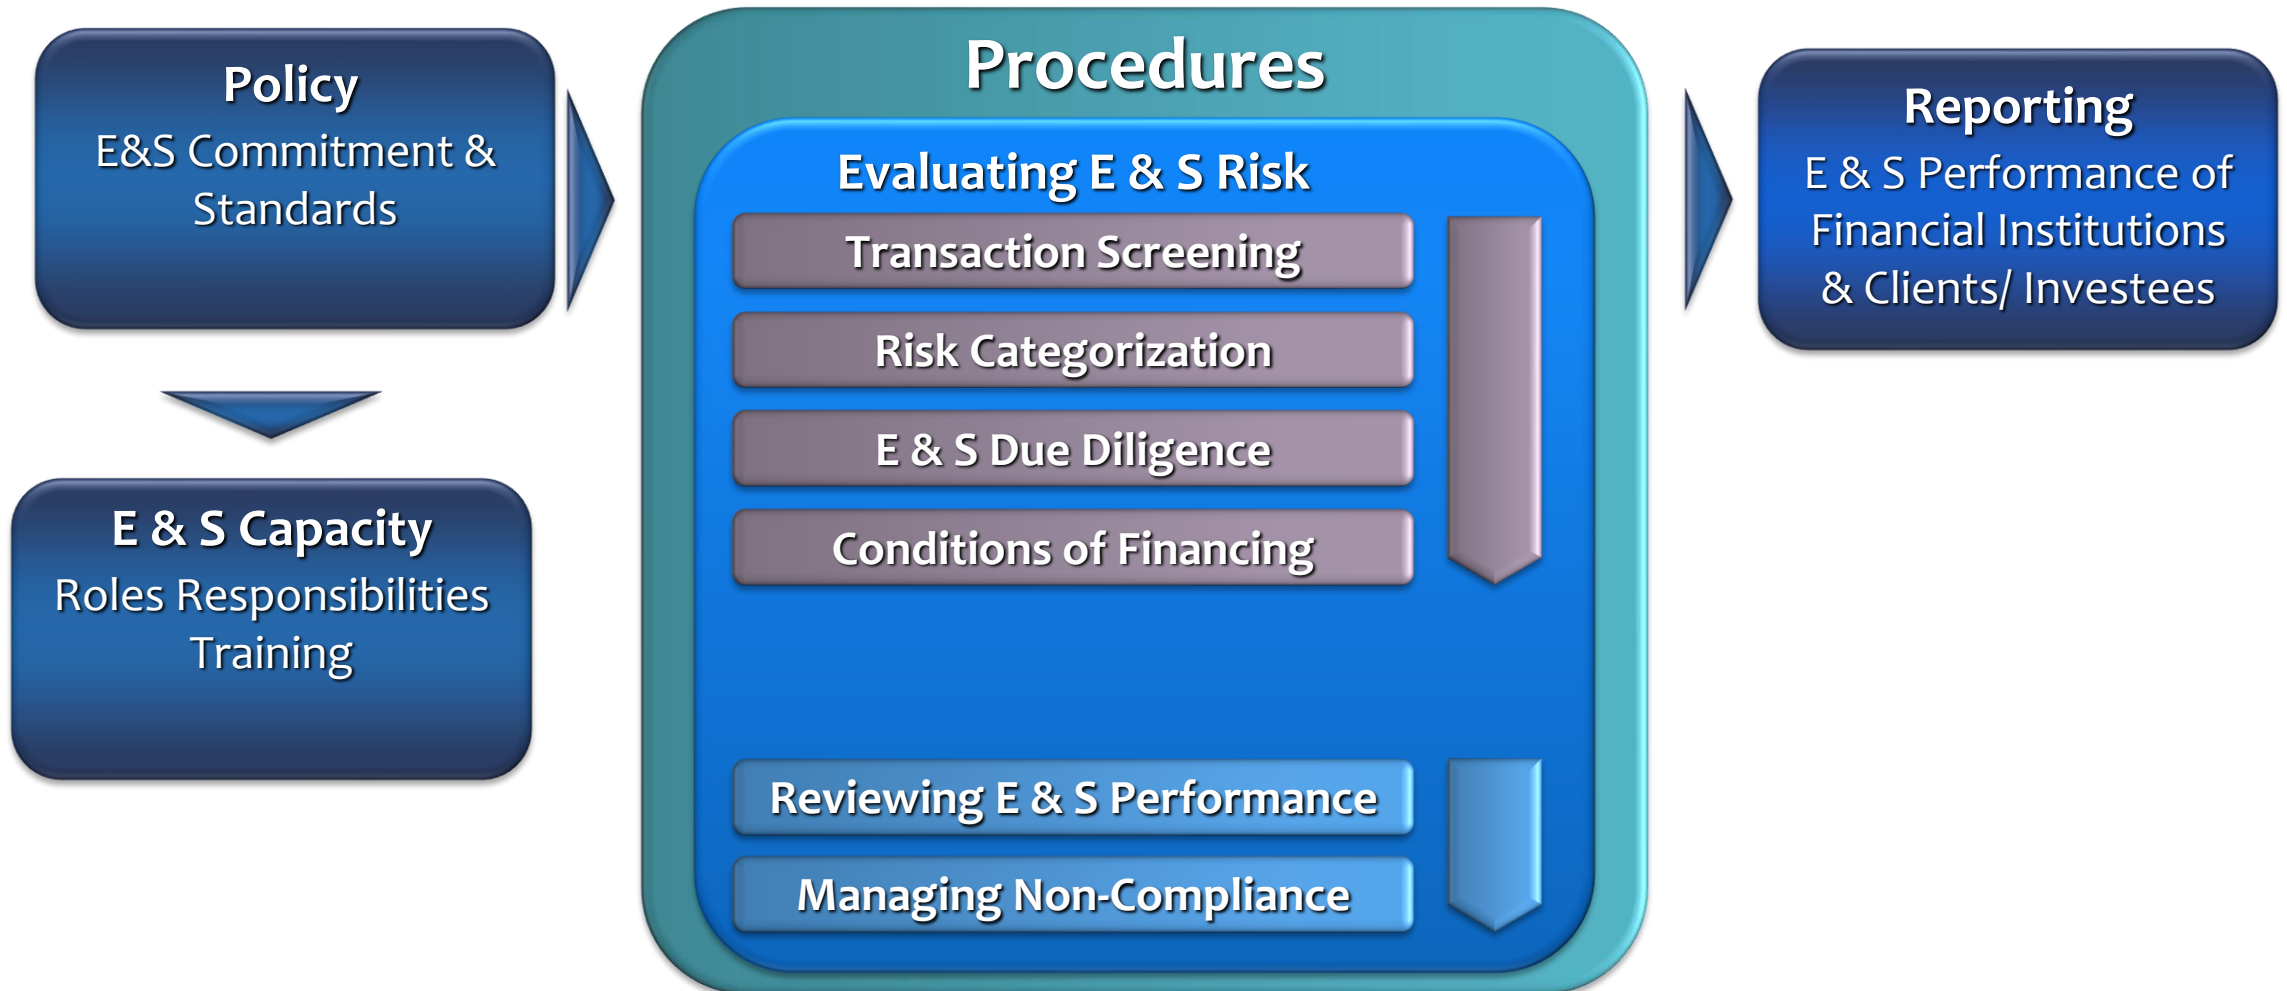 Policy
E&S Commitment &
Standards
E & S Capacity
Roles Responsibilities
Training
Procedures
Evaluating E & S Risk
Transaction Screening
Risk Categorization
E & S Due Diligence
Conditions of Financing
Reviewing E & S Performance
Managing Non-Compliance
Reporting
E & S Performance of
Financial Institutions
& Clients/ Investees